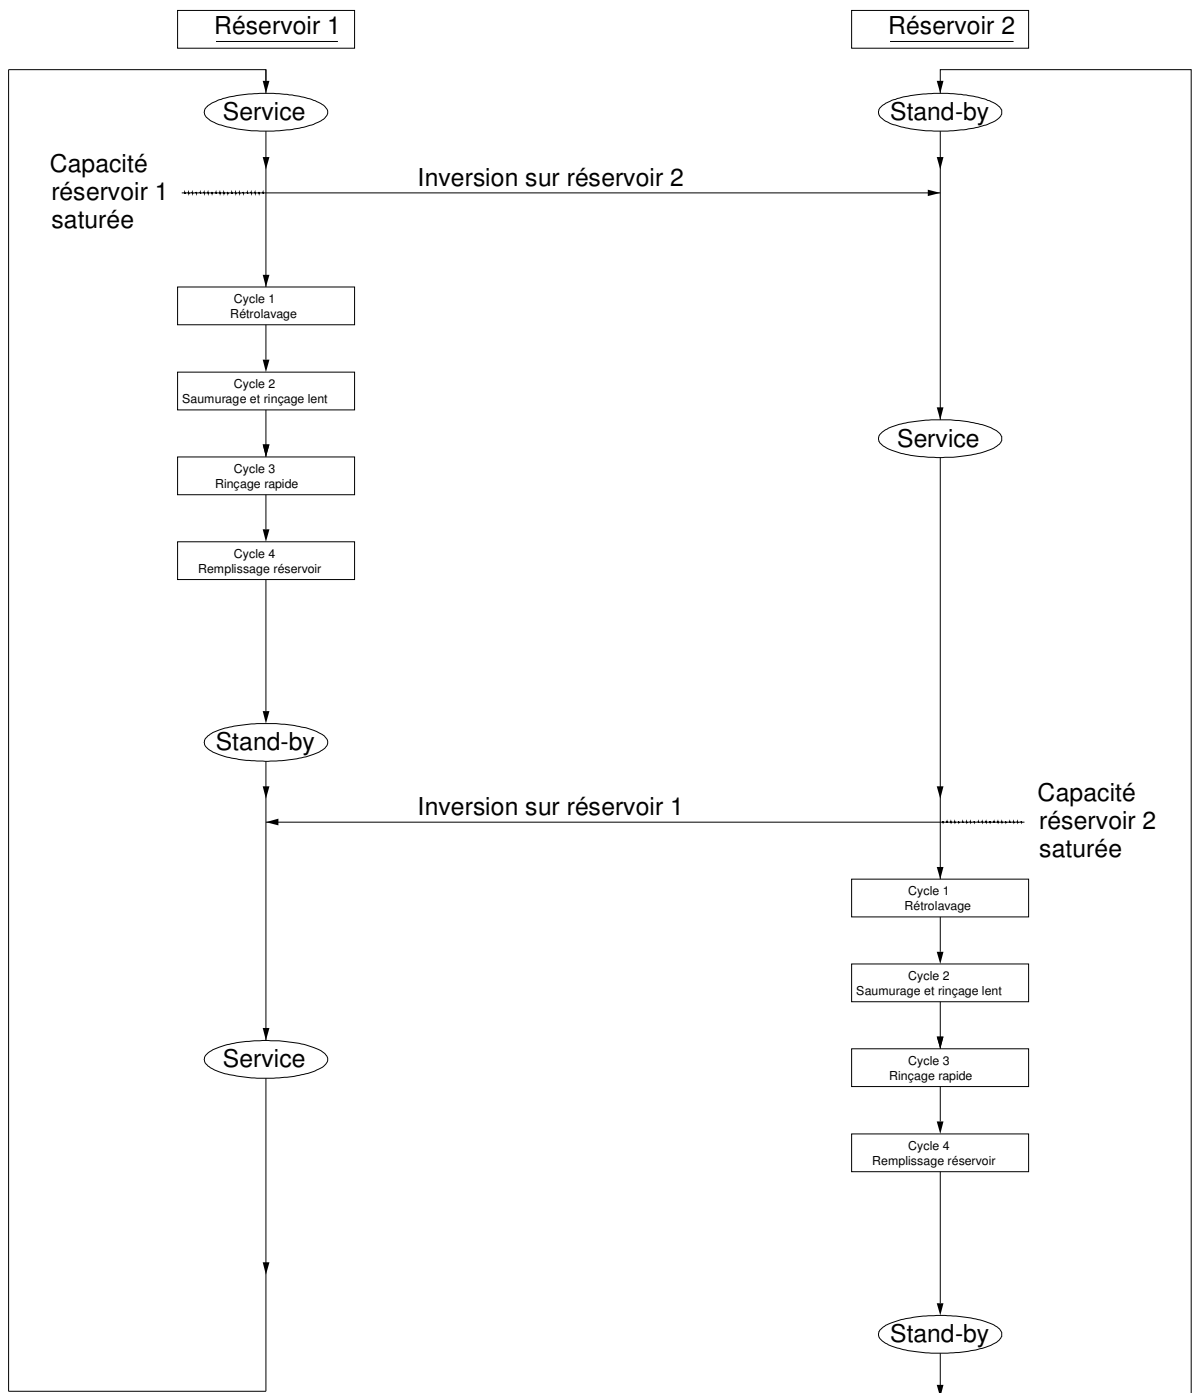 Réservoir 1
Réservoir 2
Service
Stand-by
Capacité
réservoir 1
saturée
Inversion sur réservoir 2
Cycle 1
Rétrolavage
Cycle 2
Saumurage et rinçage lent
Service
Cycle 3
Rinçage rapide
Cycle 4
Remplissage réservoir
Stand-by
Inversion sur réservoir 1
Capacité
réservoir 2
saturée
Cycle 1
Rétrolavage
Cycle 2
Saumurage et rinçage lent
Service
Cycle 3
Rinçage rapide
Cycle 4
Remplissage réservoir
Stand-by